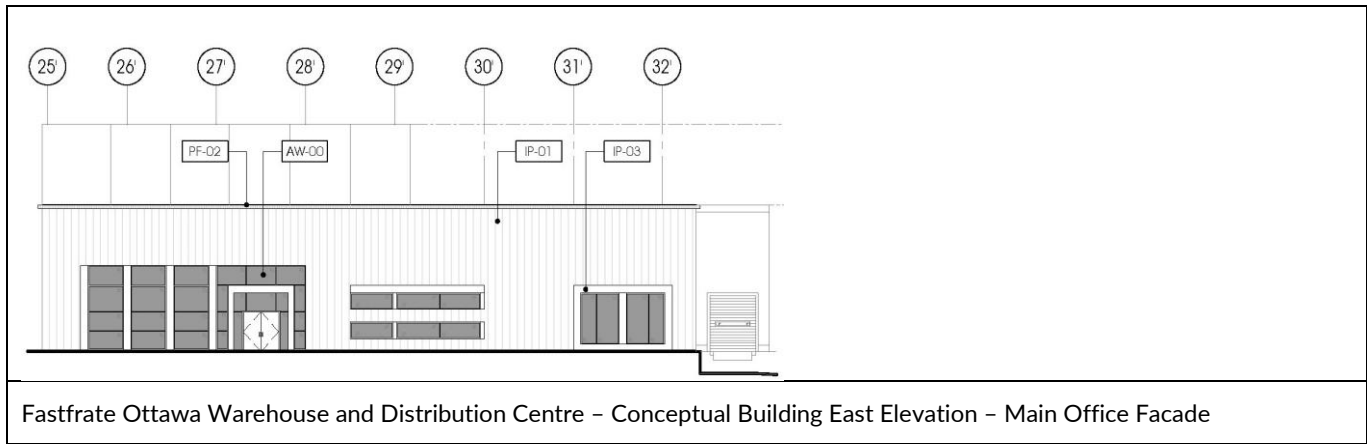 25' 26' 27' 28' 29' 30' 31' 32'
PF-02 AW-00 IP-01 IP-03
Fastfrate Ottawa Warehouse and Distribution Centre – Conceptual Building East Elevation – Main Office Facade